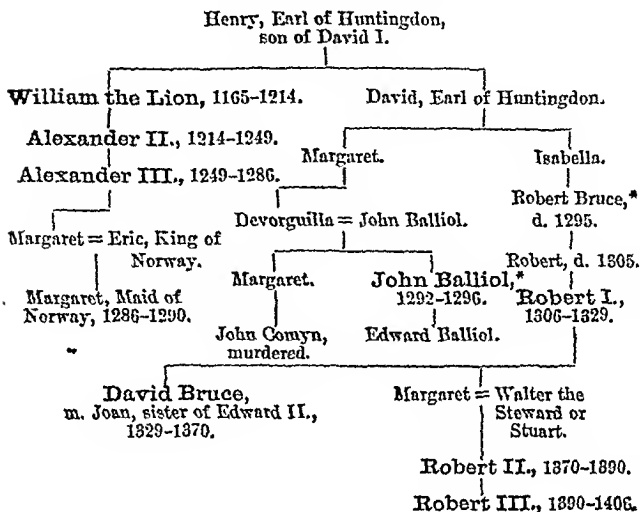 Henry, Earl of Huntingdon,
son of David I.
William the Lion, 1165-1214.
David, Earl of Huntingdon.
Alexander II., 1214-1249.
Margaret.
Isabella.
Alexander III., 1249-1286.
Robert Bruce,*
d. 1295.
Devorguilla = John Balliol.
Margaret = Eric, King of
Norway.
Robert, d. 1305.
Margaret.
John Balliol,*
1292-1296.
Robert I.,
1306-1329.
Margaret, Maid of
Norway, 1286-1290.
John Comyn,
murdered.
Edward Balliol.
David Bruce,
m. Joan, sister of Edward II.,
1329-1370.
Margaret = Walter the
Steward or
Stuart.
Robert II., 1370-1390.
Robert III., 1390-1406.